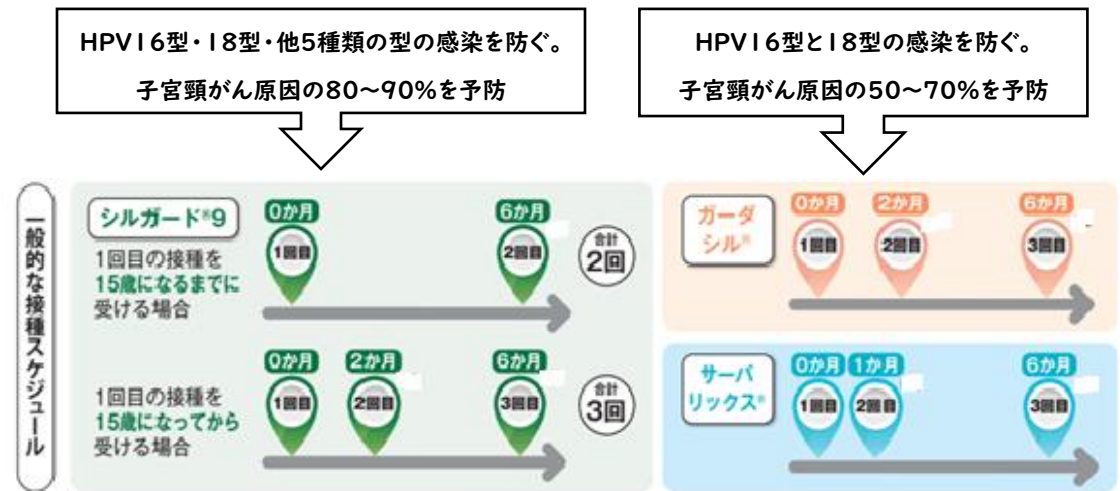 HPV16型・18型・他5種類の型の感染を防ぐ。
子宮頸がん原因の80～90%を予防
HPV16型と18型の感染を防ぐ。
子宮頸がん原因の50～70%を予防
一般的な接種スケジュール
シルガード®9
1回目の接種を
15歳になるまでに
受ける場合
0か月
1回目
6か月
2回目
合計
2回
1回目の接種を
15歳になってから
受ける場合
0か月
1回目
2か月
2回目
6か月
3回目
合計
3回
ガーダ
シル®
0か月
1回目
2か月
2回目
6か月
3回目
サーバ
リックス®
0か月
1回目
1か月
2回目
6か月
3回目